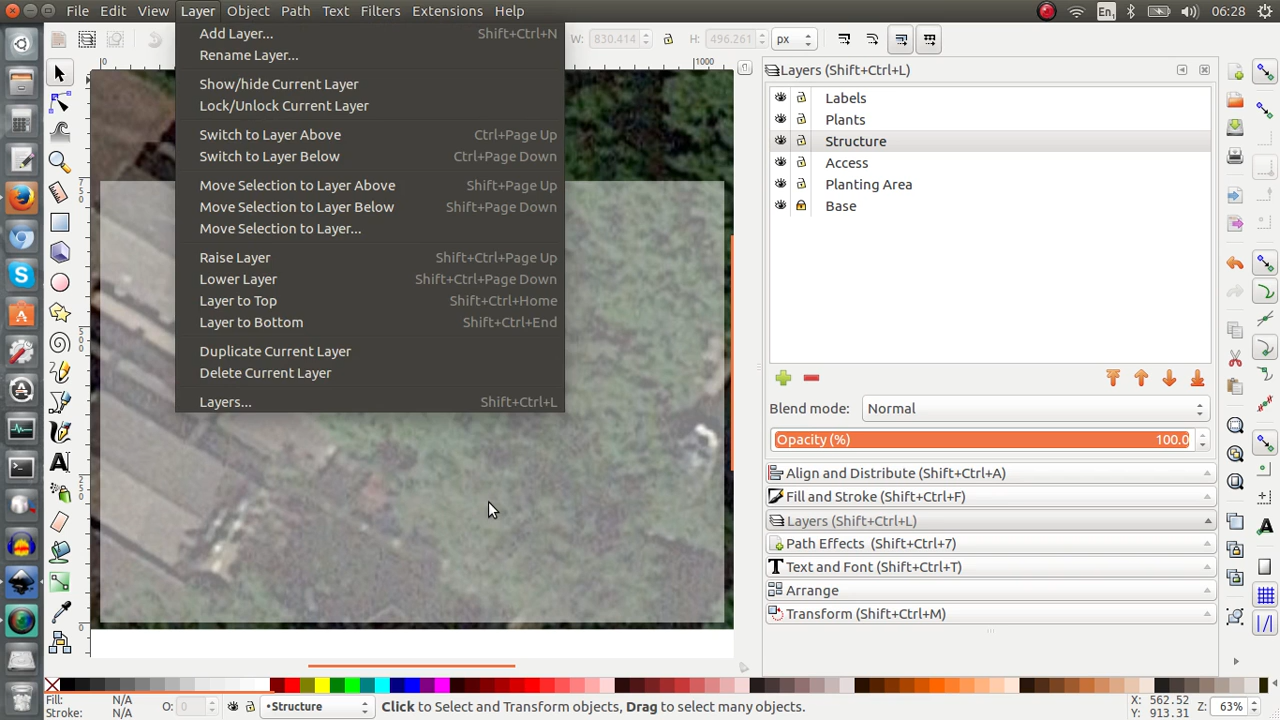 File Edit View Layer Object Path Text Filters Extensions Help En1 06:28
Add Layer... Shift+Ctrl+N
Rename Layer...
Show/hide Current Layer
Lock/Unlock Current Layer
Switch to Layer Above Ctrl+Page Up
Switch to Layer Below Ctrl+Page Down
Move Selection to Layer Above Shift+Page Up
Move Selection to Layer Below Shift+Page Down
Move Selection to Layer...
Raise Layer Shift+Ctrl+Page Up
Lower Layer Shift+Ctrl+Page Down
Layer to Top Shift+Ctrl+Home
Layer to Bottom Shift+Ctrl+End
Duplicate Current Layer
Delete Current Layer
Layers... Shift+Ctrl+L
W: 830.414 H: 496.261 px
0 1000
750
500
250
0
Layers (Shift+Ctrl+L)
Labels
Plants
Structure
Access
Planting Area
Base
Blend mode: Normal
Opacity (%) 100.0
Align and Distribute (Shift+Ctrl+A)
Fill and Stroke (Shift+Ctrl+F)
Layers (Shift+Ctrl+L)
Path Effects (Shift+Ctrl+7)
Text and Font (Shift+Ctrl+T)
Arrange
Transform (Shift+Ctrl+M)
Fill: N/A
Stroke: N/A
O: 0
•Structure
Click to Select and Transform objects, Drag to select many objects.
X: 562.52
Y: 913.31
Z: 63%